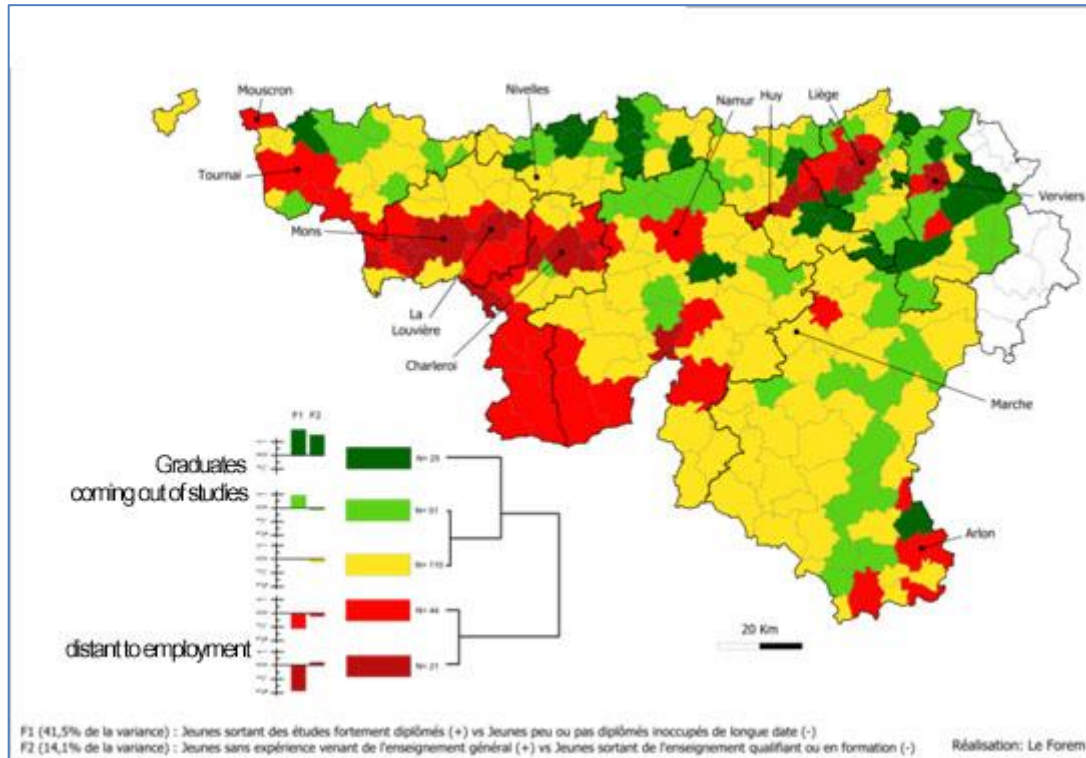 Mouscron
Nivelles
Namur
Huy
Liège
Tournai
Verviers
Mons
La
Louvière
Charleroi
Marche
Arlon
F1 F2
Graduates
coming out of studies
distant to employment
N= 110
N= 44
N= 21
20 Km
F1 (41,5% de la variance) : Jeunes sortant des études fortement diplômés (+) vs Jeunes peu ou pas diplômés inoccupés de longue date (-)
F2 (14,1% de la variance) : Jeunes sans expérience venant de l'enseignement général (+) vs Jeunes sortant de l'enseignement qualifiant ou en formation (-)
Réalisation: Le Forem